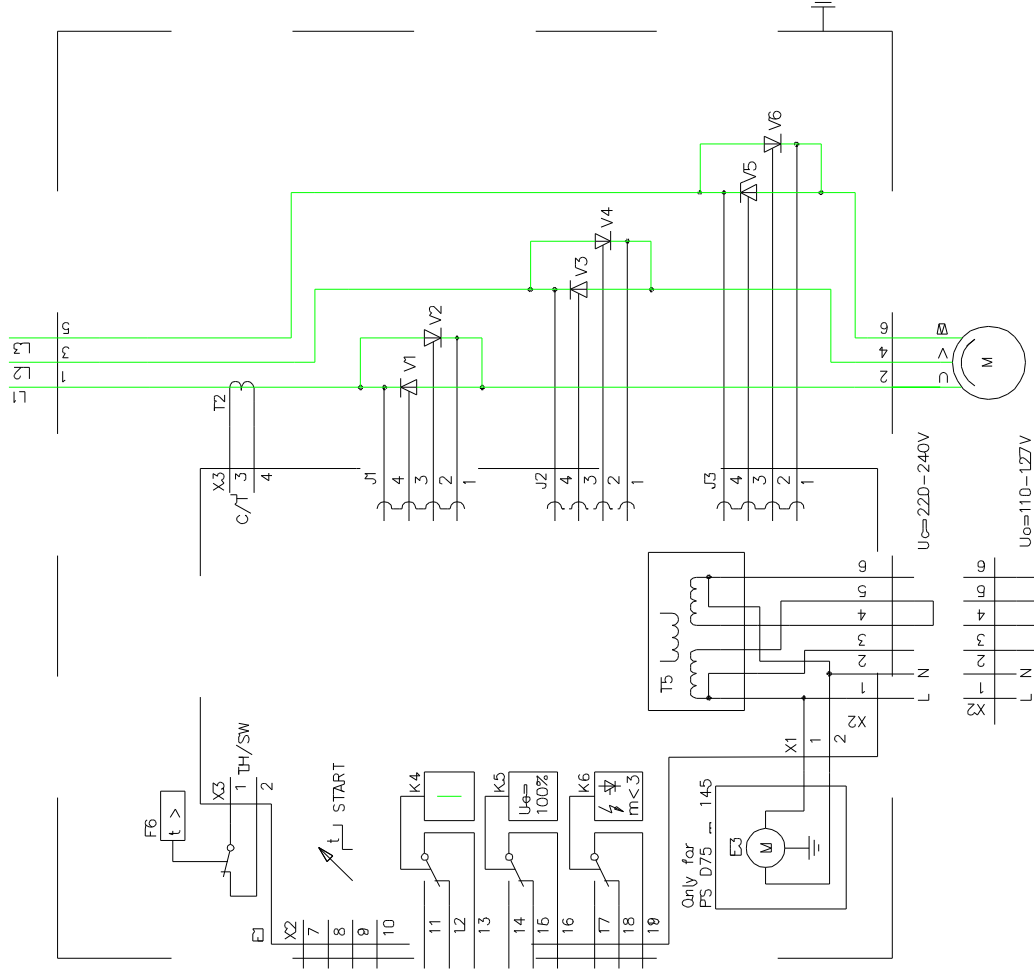 L1
L2
L3
1
3
5
V6
V5
V4
V3
V2
V1
T2
X3
3
4
C/T
J1
4
3
2
1
J2
4
3
2
1
J3
4
3
2
1
6
4
2
W
V
U
M
Uc=220-240V
Uc=110-127V
T5
6
5
4
3
2
1
X2
N
L
6
5
4
3
2
1
X2
N
L
F6
t >
X3
1
TH/SW
2
t
START
K4
K5
Uc=
100%
K6
m<3
X1
1
2
Only for
PS D75 145
E3
M
E1
X2
7
8
9
10
11
12
13
14
15
16
17
18
19